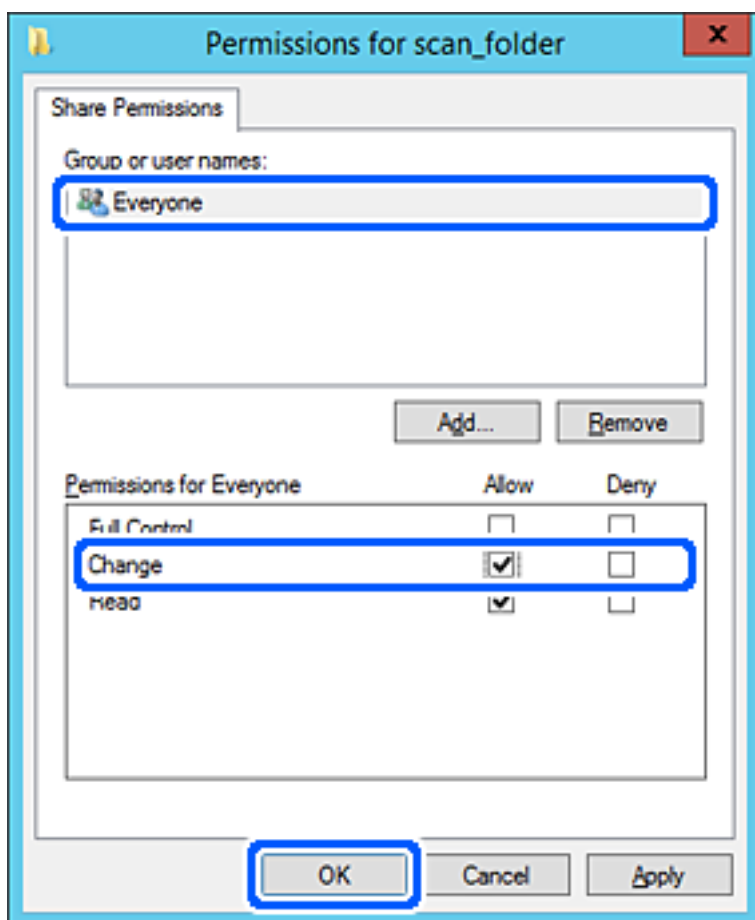 Permissions for scan_folder
x
Share Permissions
Group or user names:
Everyone
Add...
Remove
Permissions for Everyone Allow Deny
Full Control
Change
Read
OK Cancel Apply